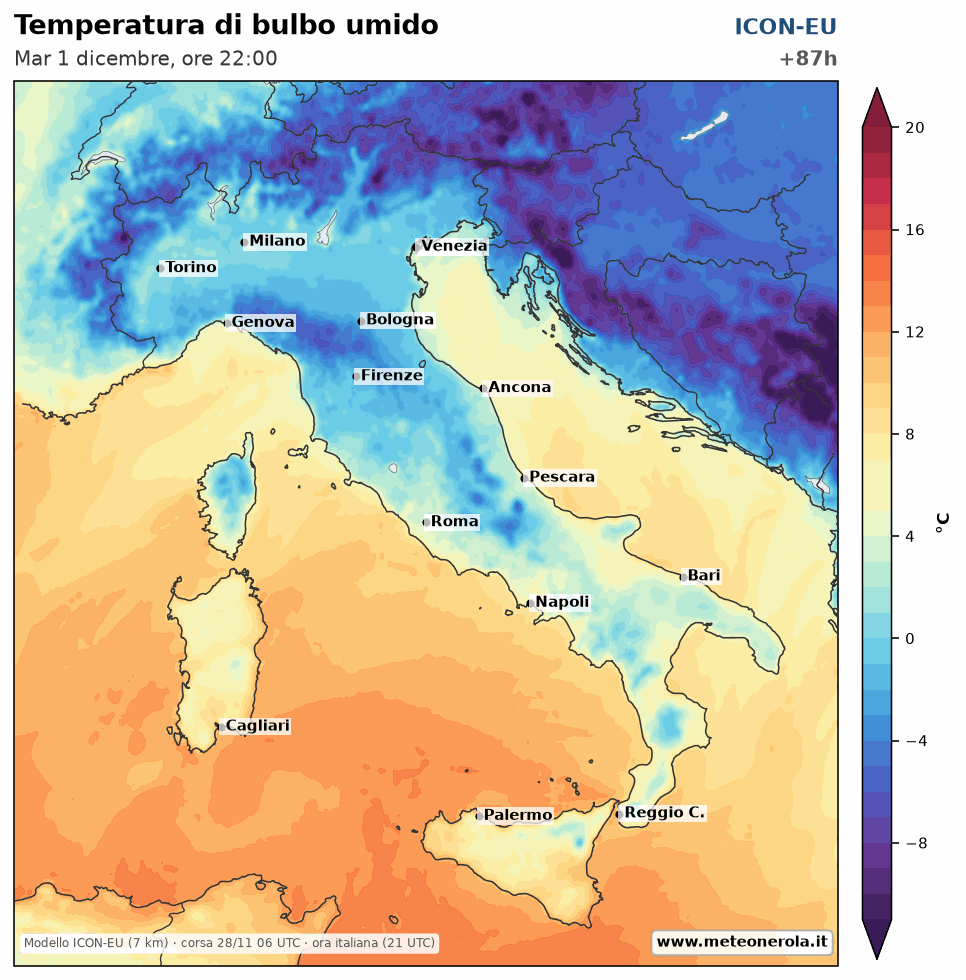 Temperatura di bulbo umido
ICON-EU
Mar 1 dicembre, ore 22:00
+87h
20
16
12
8
4
0
−4
−8
°C
Milano
Venezia
Torino
Genova
Bologna
Firenze
Ancona
Pescara
Roma
Bari
Napoli
Cagliari
Palermo
Reggio C.
Modello ICON-EU (7 km) · corsa 28/11 06 UTC · ora italiana (21 UTC)
www.meteonerola.it